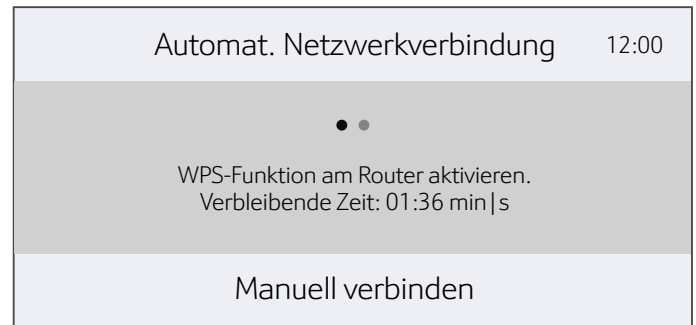 Automat. Netzwerkverbindung 12:00
WPS-Funktion am Router aktivieren.
Verbleibende Zeit: 01:36 min|s
Manuell verbinden